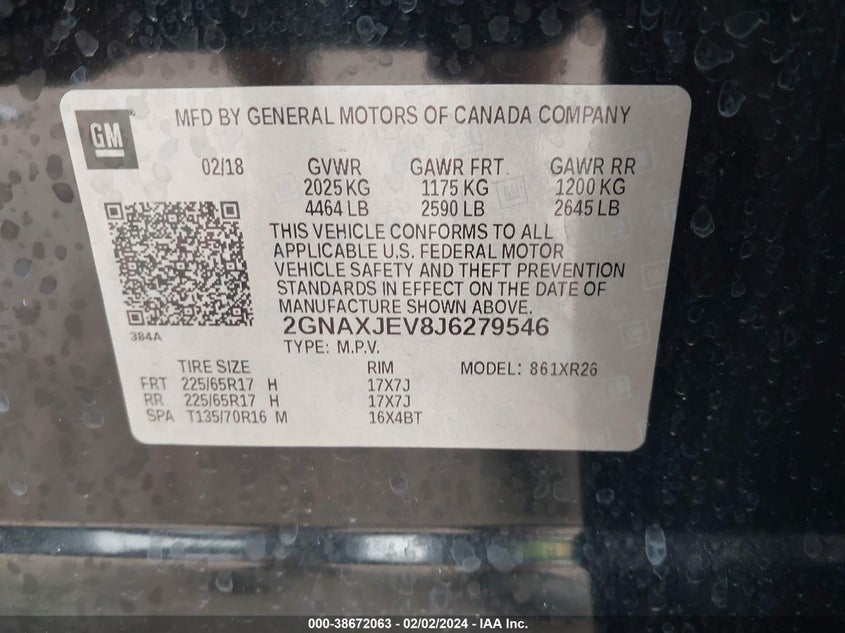 GM
MFD BY GENERAL MOTORS OF CANADA COMPANY
02/18 GVWR GAWR FRT GAWR RR
2025 KG 1175 KG 1200 KG
4464 LB 2590 LB 2645 LB
THIS VEHICLE CONFORMS TO ALL
APPLICABLE U.S. FEDERAL MOTOR
VEHICLE SAFETY AND THEFT PREVENTION
STANDARDS IN EFFECT ON THE DATE OF
MANUFACTURE SHOWN ABOVE.
2GNAXJEV8J6279546
384A
TYPE: M.P.V.
TIRE SIZE RIM MODEL: 861XR26
FRT 225/65R17 H 17X7J
RR 225/65R17 H 17X7J
SPA T135/70R16 M 16X4BT
000-38672063 - 02/02/2024 - IAA Inc.